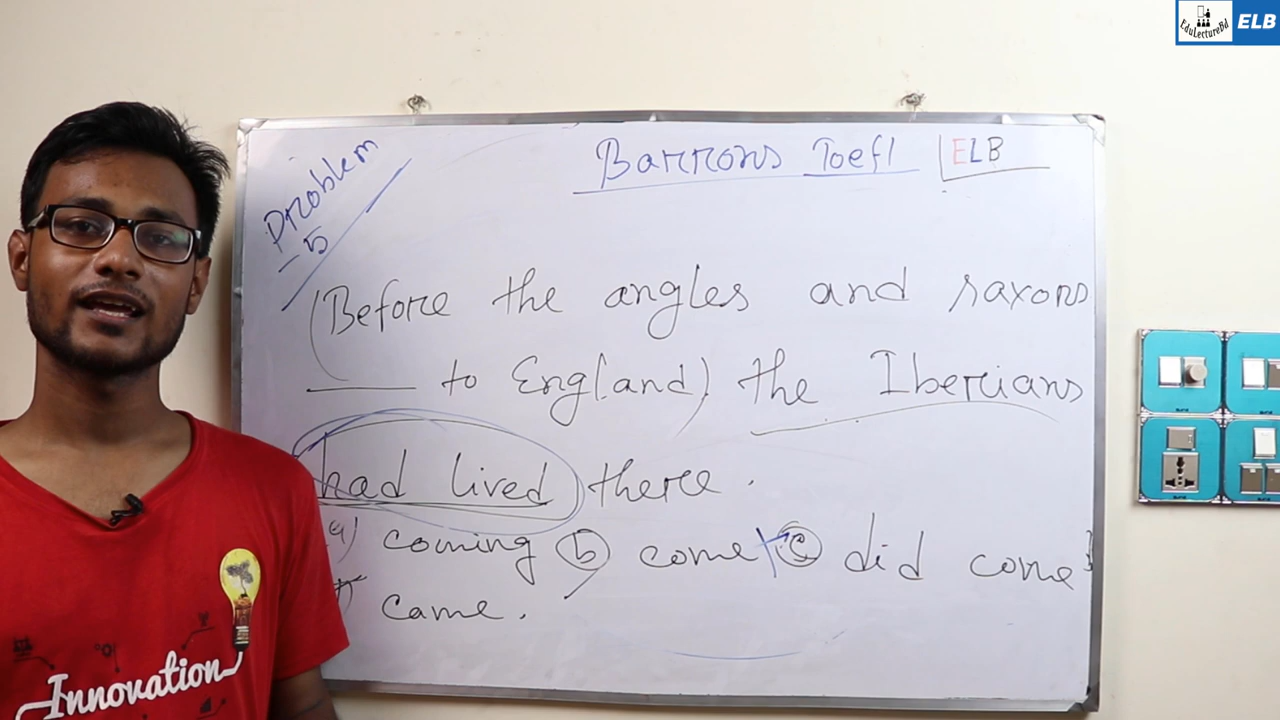 EduLectureBd ELB
Barrons Toefl ELB
Problem
- 5
(Before the angles and saxons
____ to England) the Iberians
had lived there.
(a) coming (b) come (c) did come
came.
Innovation